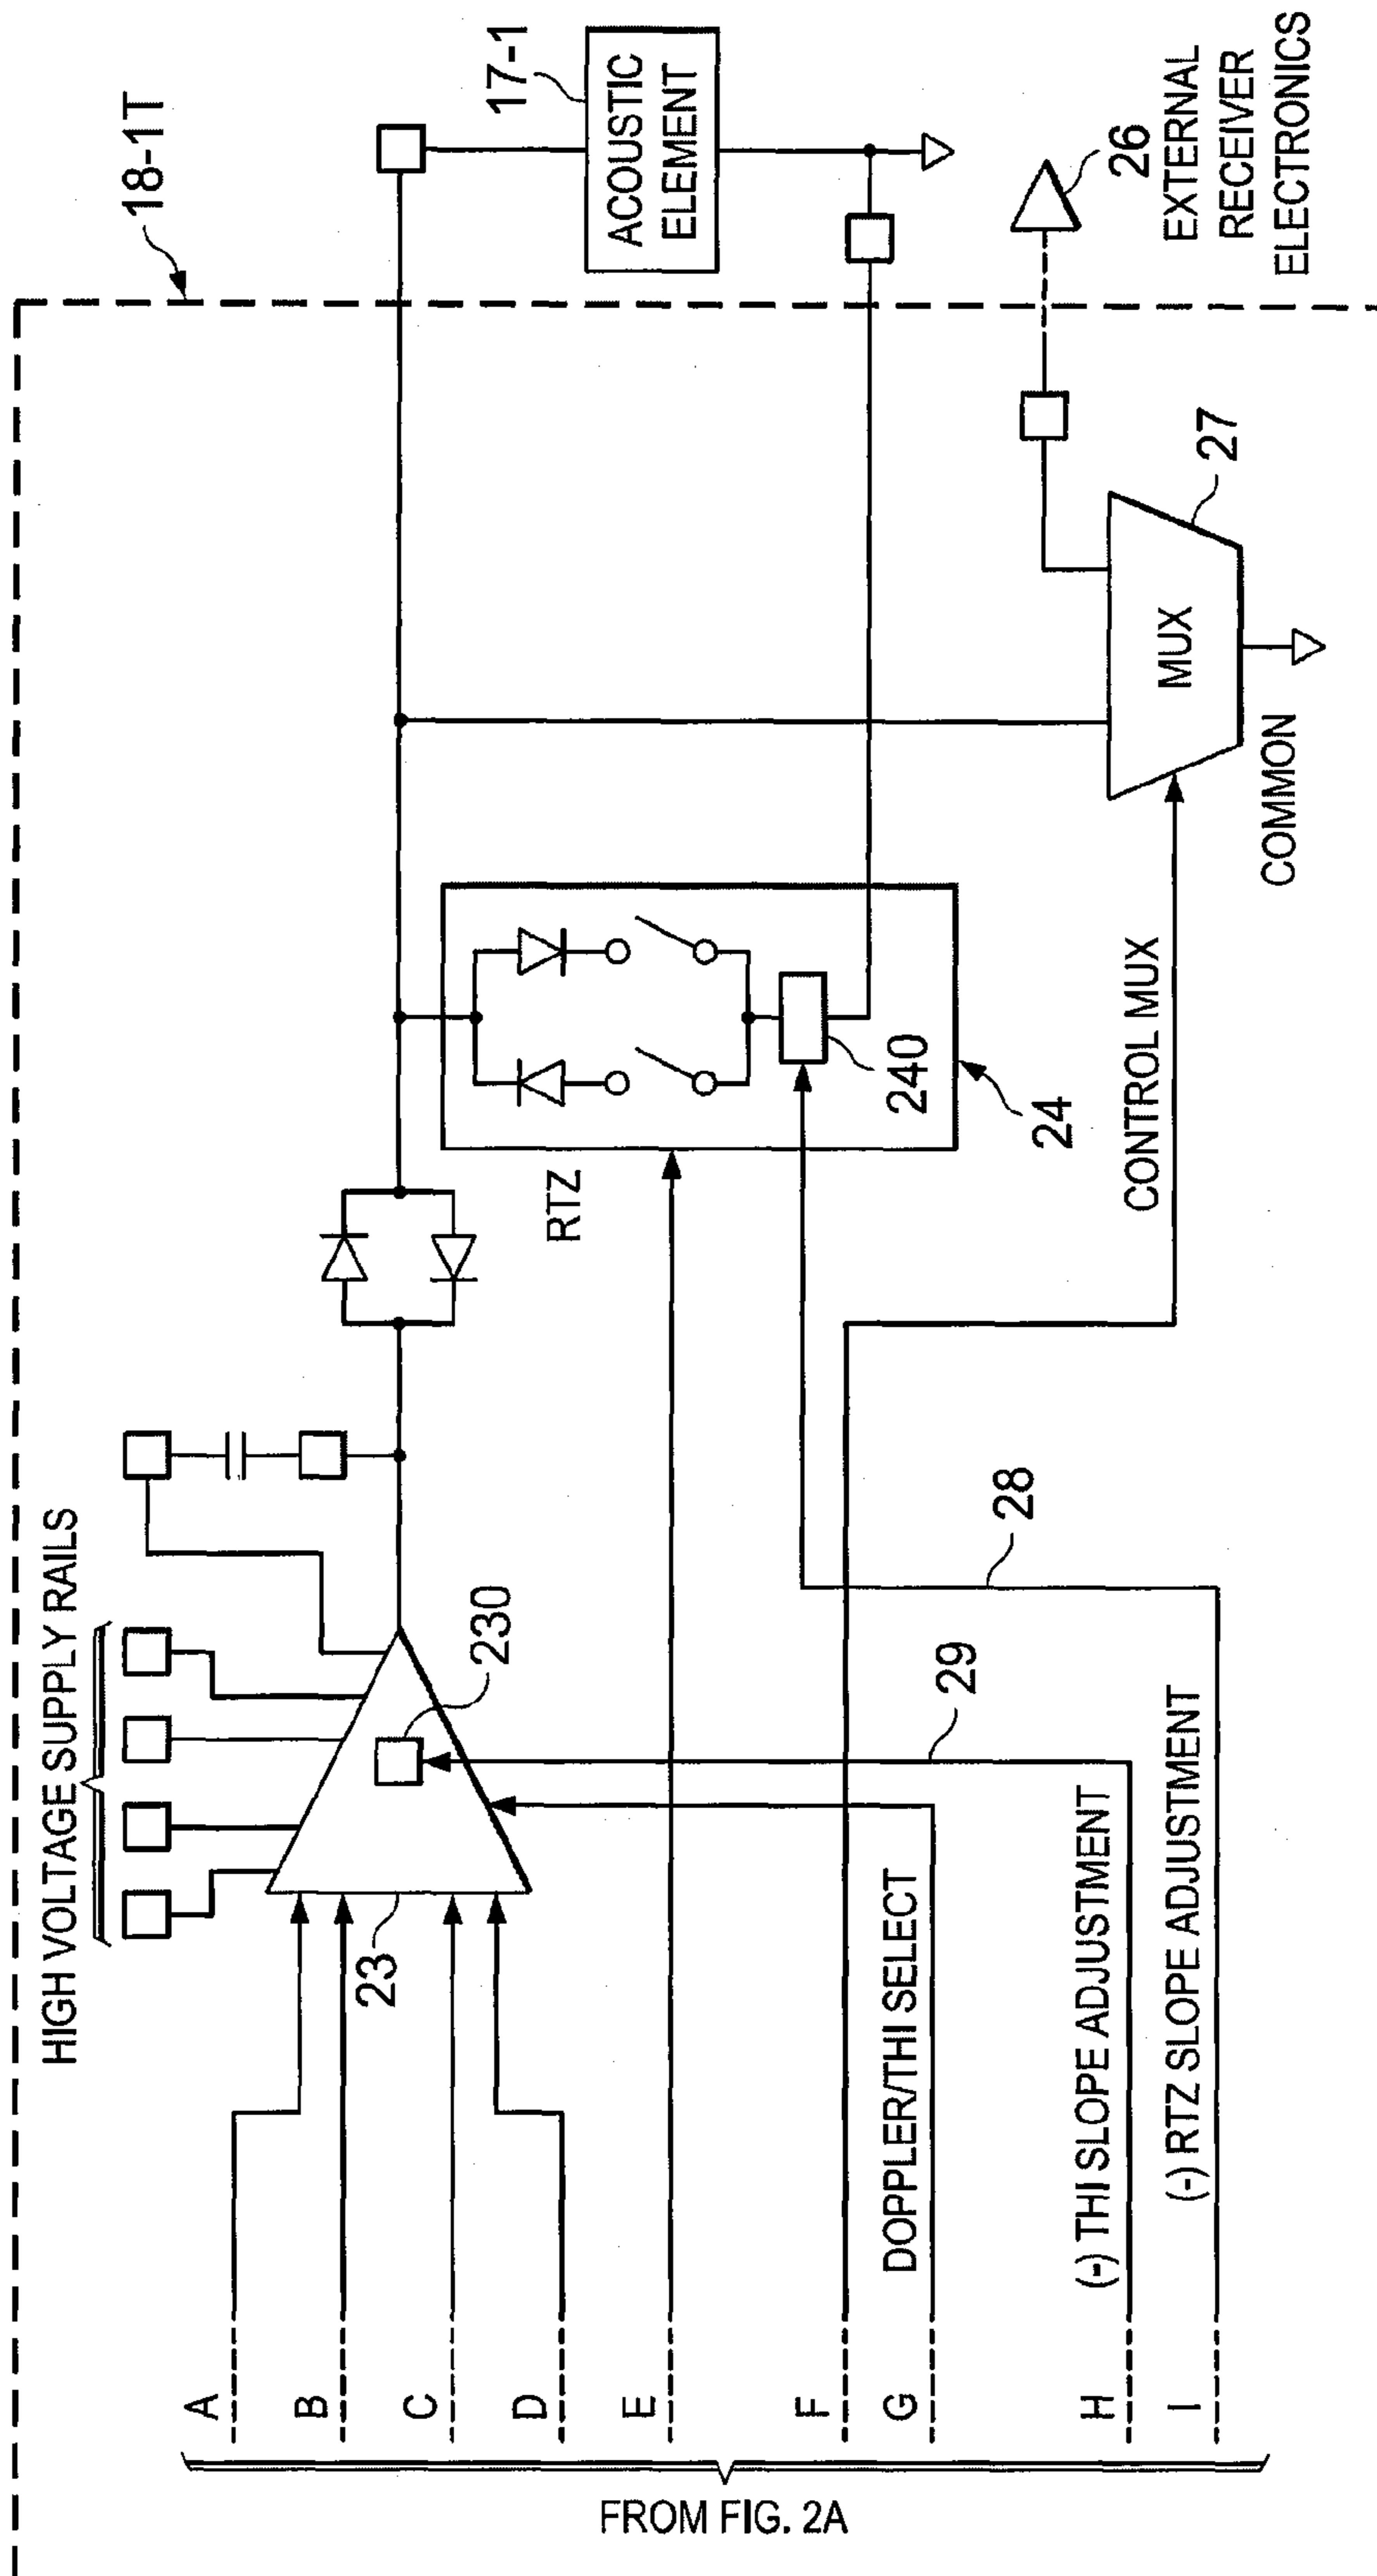 18-1T
HIGH VOLTAGE SUPPLY RAILS
17-1
ACOUSTIC
ELEMENT
23
230
RTZ
240
24
26
EXTERNAL
RECEIVER
ELECTRONICS
27
MUX
COMMON
CONTROL MUX
28
29
DOPPLER/THI SELECT
(-) THI SLOPE ADJUSTMENT
(-) RTZ SLOPE ADJUSTMENT
A
B
C
D
E
F
G
H
I
FROM FIG. 2A